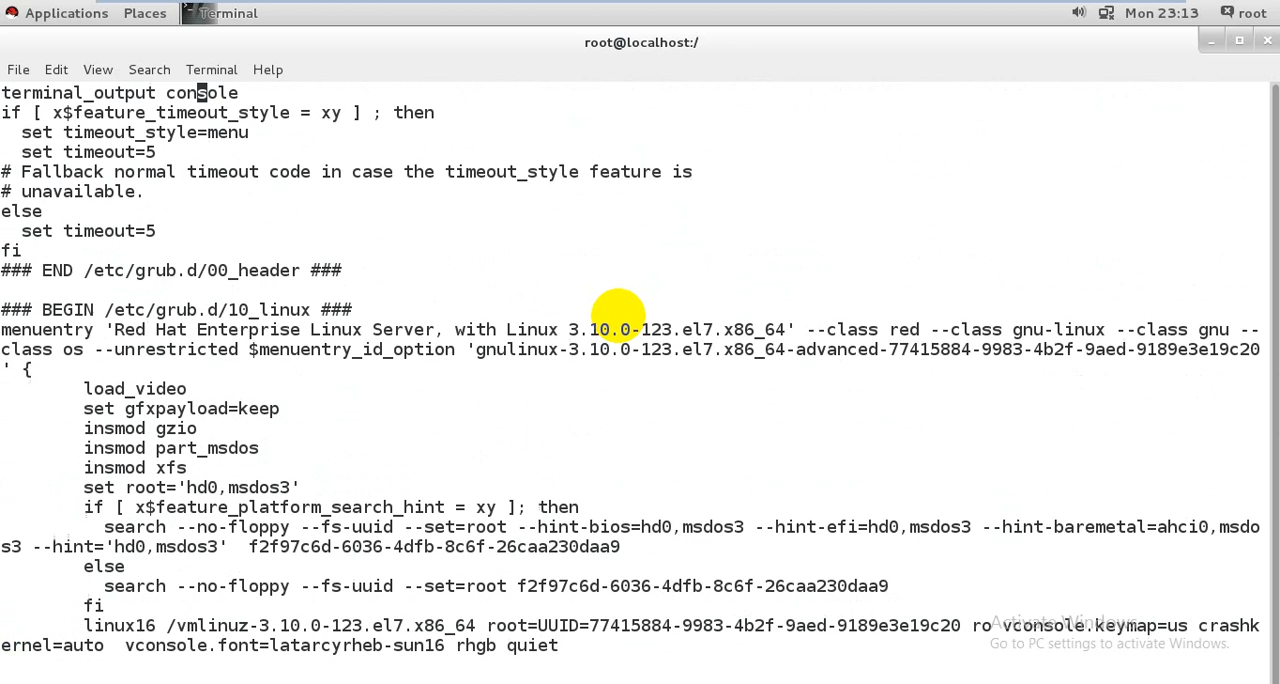 Applications Places Terminal Mon 23:13 root
root@localhost:/
File Edit View Search Terminal Help
terminal_output console
if [ x$feature_timeout_style = xy ] ; then
  set timeout_style=menu
  set timeout=5
# Fallback normal timeout code in case the timeout_style feature is
# unavailable.
else
  set timeout=5
fi
### END /etc/grub.d/00_header ###
### BEGIN /etc/grub.d/10_linux ###
menuentry 'Red Hat Enterprise Linux Server, with Linux 3.10.0-123.el7.x86_64' --class red --class gnu-linux --class gnu --
class os --unrestricted $menuentry_id_option 'gnulinux-3.10.0-123.el7.x86_64-advanced-77415884-9983-4b2f-9aed-9189e3e19c20
' {
        load_video
        set gfxpayload=keep
        insmod gzio
        insmod part_msdos
        insmod xfs
        set root='hd0,msdos3'
        if [ x$feature_platform_search_hint = xy ]; then
          search --no-floppy --fs-uuid --set=root --hint-bios=hd0,msdos3 --hint-efi=hd0,msdos3 --hint-baremetal=ahci0,msdo
s3 --hint='hd0,msdos3'  f2f97c6d-6036-4dfb-8c6f-26caa230daa9
        else
          search --no-floppy --fs-uuid --set=root f2f97c6d-6036-4dfb-8c6f-26caa230daa9
        fi
        linux16 /vmlinuz-3.10.0-123.el7.x86_64 root=UUID=77415884-9983-4b2f-9aed-9189e3e19c20 ro vconsole.keymap=us crashk
ernel=auto  vconsole.font=latarcyrheb-sun16 rhgb quiet
Activate Windows
Go to PC settings to activate Windows.